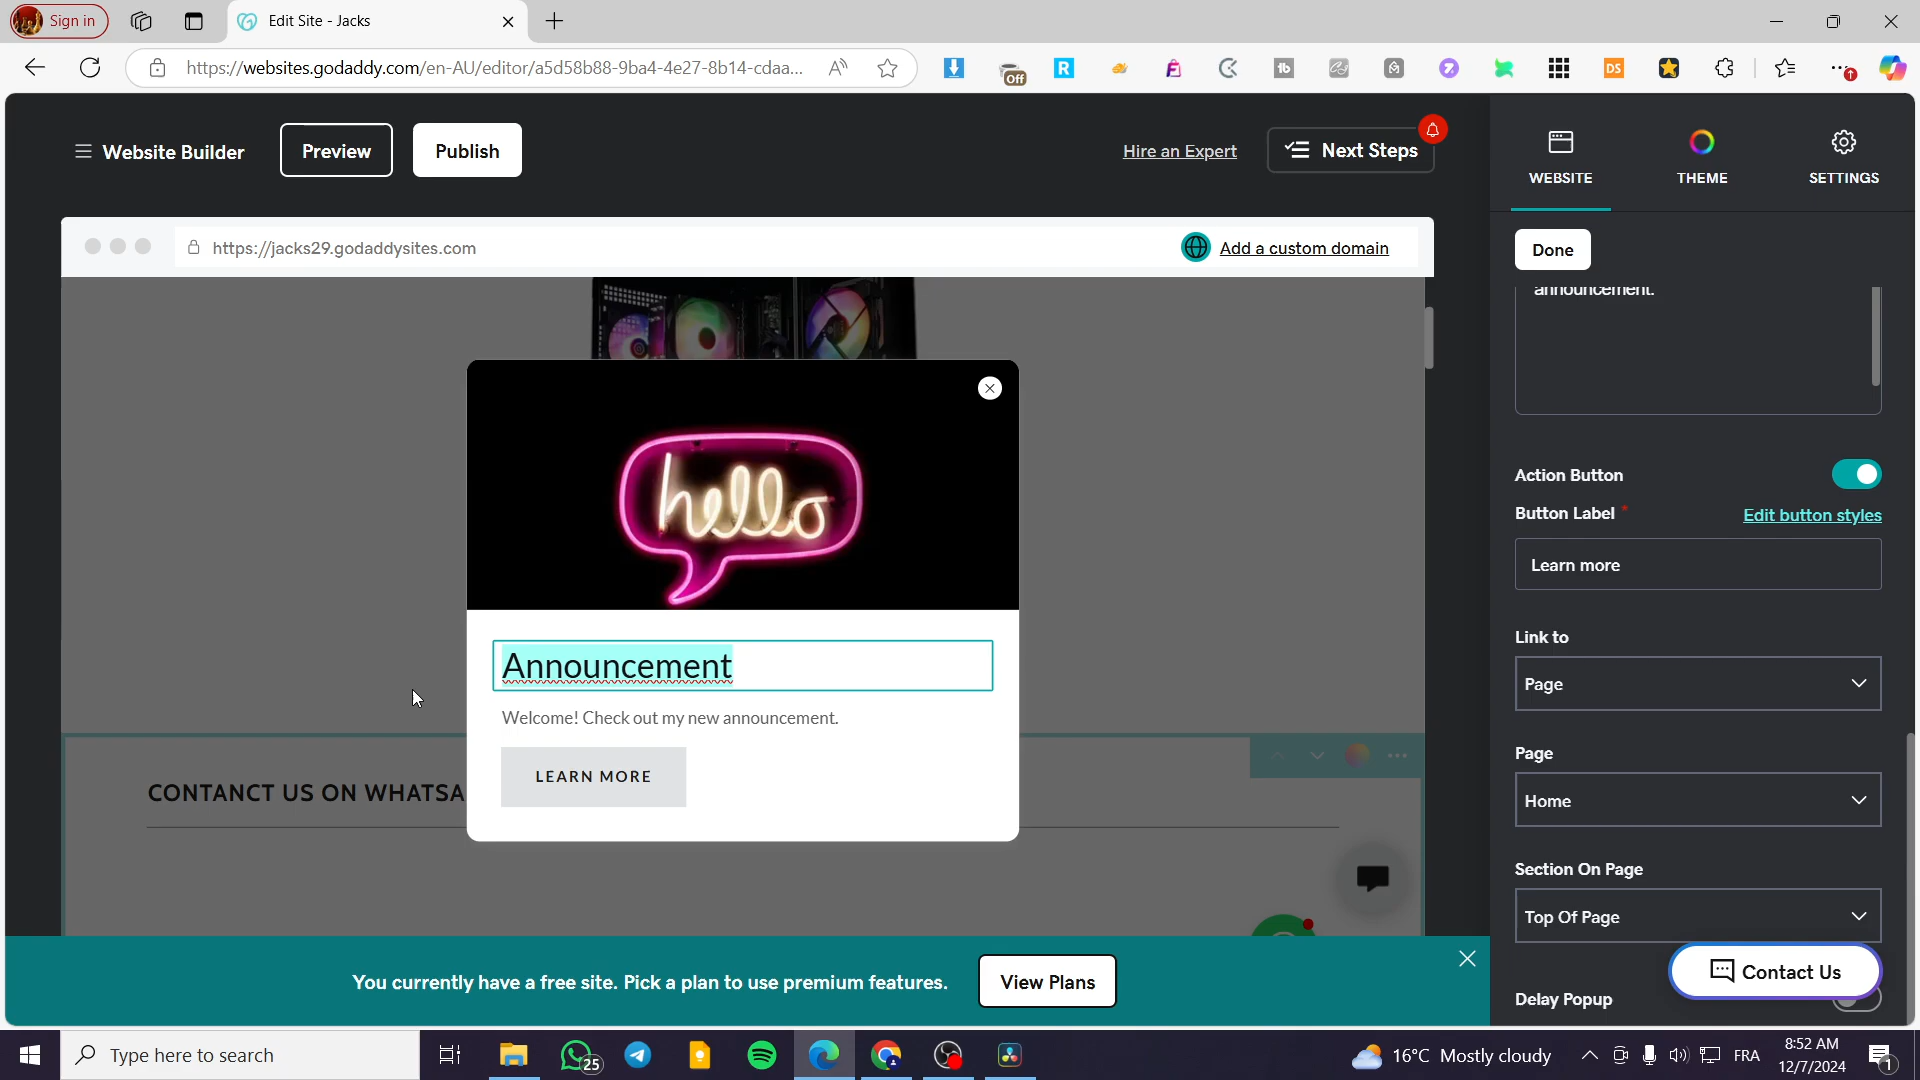 Sign in
Edit Site - Jacks
https://websites.godaddy.com/en-AU/editor/a5d58b88-9ba4-4e27-8b14-cdaa...
Off
Website Builder
Preview
Publish
Hire an Expert
Next Steps
WEBSITE
THEME
SETTINGS
https://jacks29.godaddysites.com
Add a custom domain
Done
announcement.
hello
Announcement
Welcome! Check out my new announcement.
LEARN MORE
CONTANCT US ON WHATSA
Action Button
Button Label *
Edit button styles
Learn more
Link to
Page
Page
Home
Section On Page
Top Of Page
Contact Us
Delay Popup
You currently have a free site. Pick a plan to use premium features.
View Plans
Type here to search
25
16°C Mostly cloudy
FRA
8:52 AM
12/7/2024
1